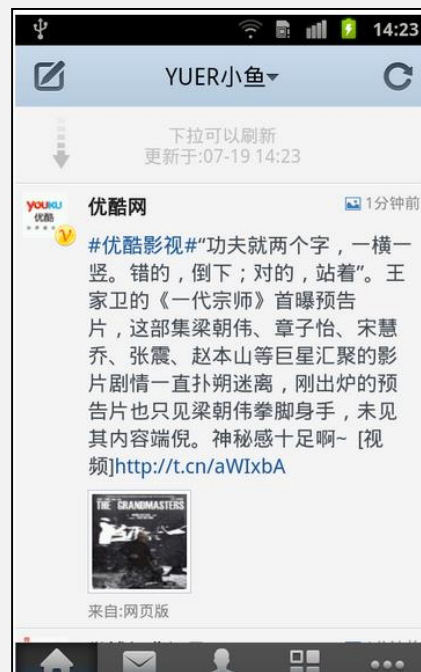 14:23
YUER小鱼
下拉可以刷新
更新于:07-19 14:23
YOUKU
优酷
优酷网
1分钟前
#优酷影视#“功夫就两个字，一横一
竖。错的，倒下；对的，站着”。王
家卫的《一代宗师》首曝预告
片，这部集梁朝伟、章子怡、宋慧
乔、张震、赵本山等巨星汇聚的影
片剧情一直扑朔迷离，刚出炉的预
告片也只见梁朝伟拳脚身手，未见
其内容端倪。神秘感十足啊~ [视
频]http://t.cn/aWIxbA
THE GRANDMASTERS
来自:网页版